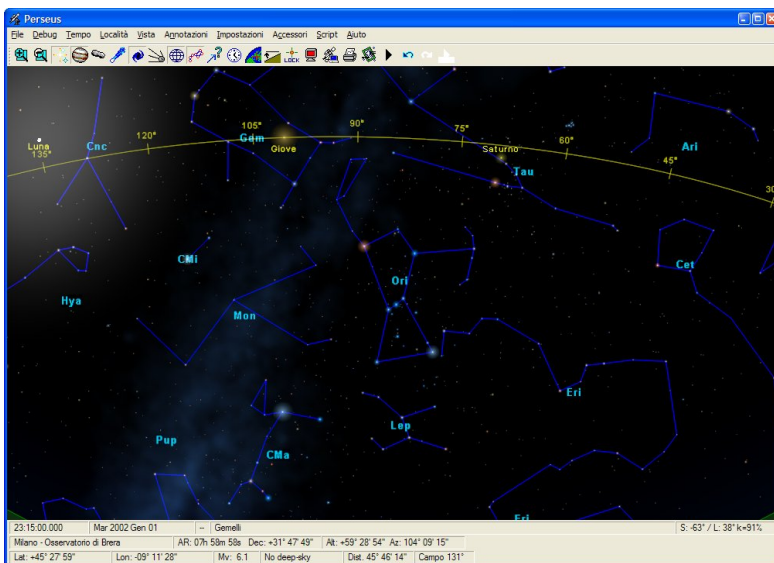 Perseus
File Debug Tempo Località Vista Annotazioni Impostazioni Accessori Script Aiuto
LOCK
120° 105° 90° 75° 60°
Luna Cnc Gem Giove Saturno Ari
135° 45°
Tau
30
CMi Ori Cet
Hya Mon
Eri
Pup CMa Lep
Eri
23:15:00.000 Mar 2002 Gen 01 -- Gemelli S: -63° / L: 38° k=91%
Milano - Osservatorio di Brera AR: 07h 58m 58s Dec: +31° 47' 49" Alt: +59° 28' 54" Az: 104° 09' 15"
Lat: +45° 27' 59" Lon: -09° 11' 28" Mv: 6.1 No deep-sky Dist. 45° 46' 14" Campo 131°